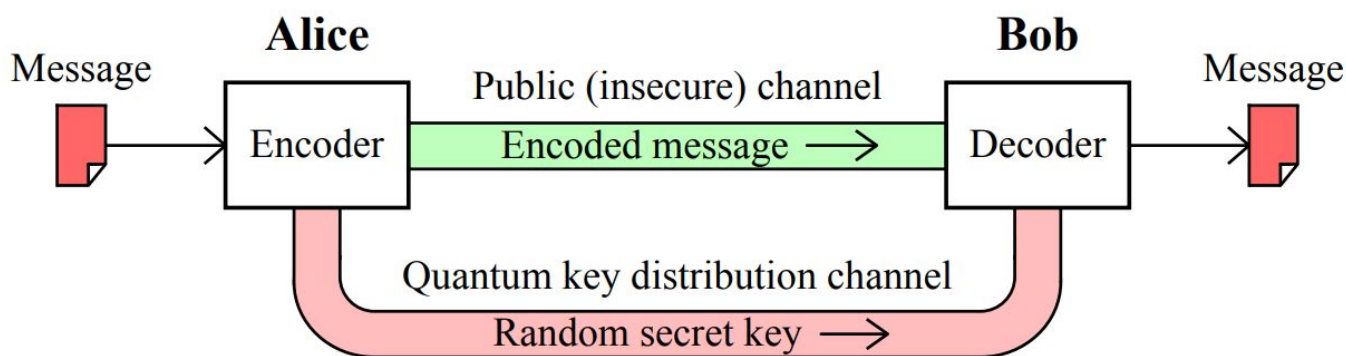 Alice
Bob
Message
Message
Public (insecure) channel
Encoder
Encoded message
Decoder
Quantum key distribution channel
Random secret key